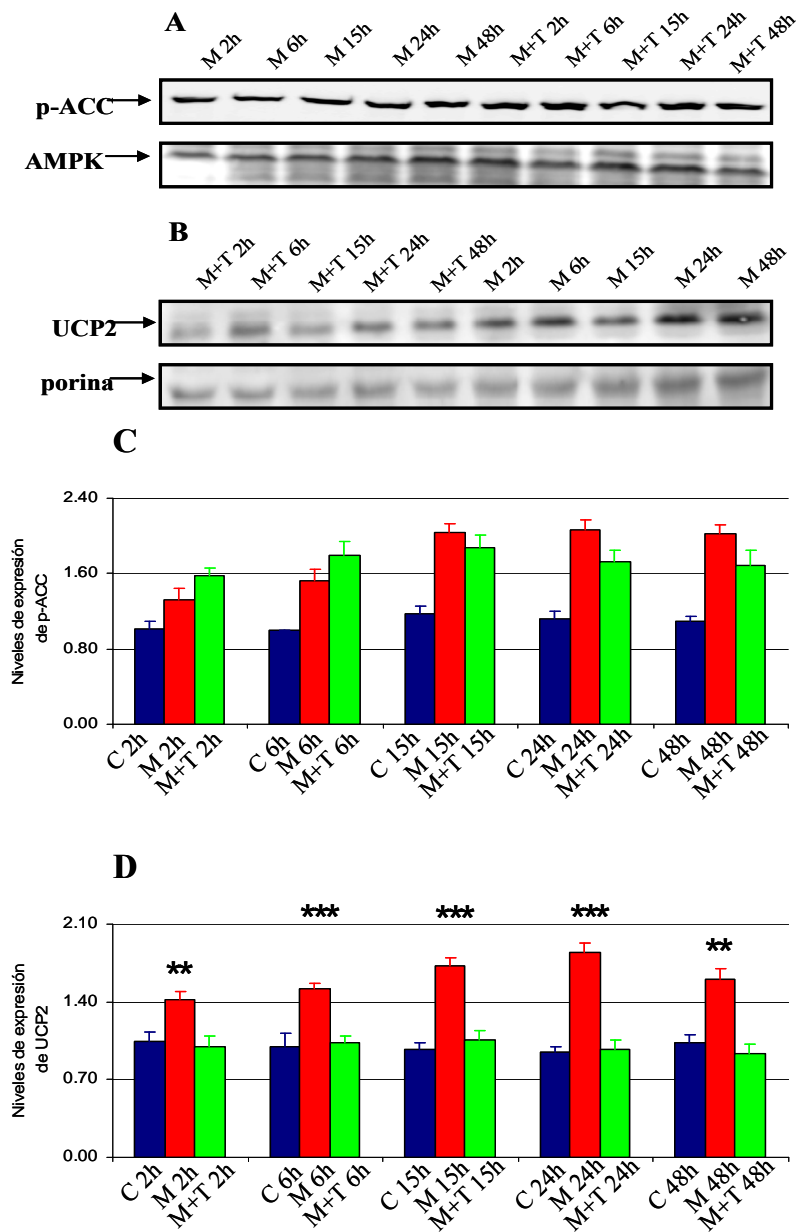 A
M 2h M 6h M 15h M 24h M 48h M+T 2h M+T 6h M+T 15h M+T 24h M+T 48h
p-ACC
AMPK
B
M+T 2h M+T 6h M+T 15h M+T 24h M+T 48h M 2h M 6h M 15h M 24h M 48h
UCP2
porina
C
Niveles de expresión
de p-ACC
2.40
1.60
0.80
0.00
C 2h M 2h M+T 2h C 6h M 6h M+T 6h C 15h M 15h M+T 15h C 24h M 24h M+T 24h C 48h M 48h M+T 48h
D
Niveles de expresión
de UCP2
2.10
1.40
0.70
0.00
** *** *** *** **
C 2h M 2h M+T 2h C 6h M 6h M+T 6h C 15h M 15h M+T 15h C 24h M 24h M+T 24h C 48h M 48h M+T 48h